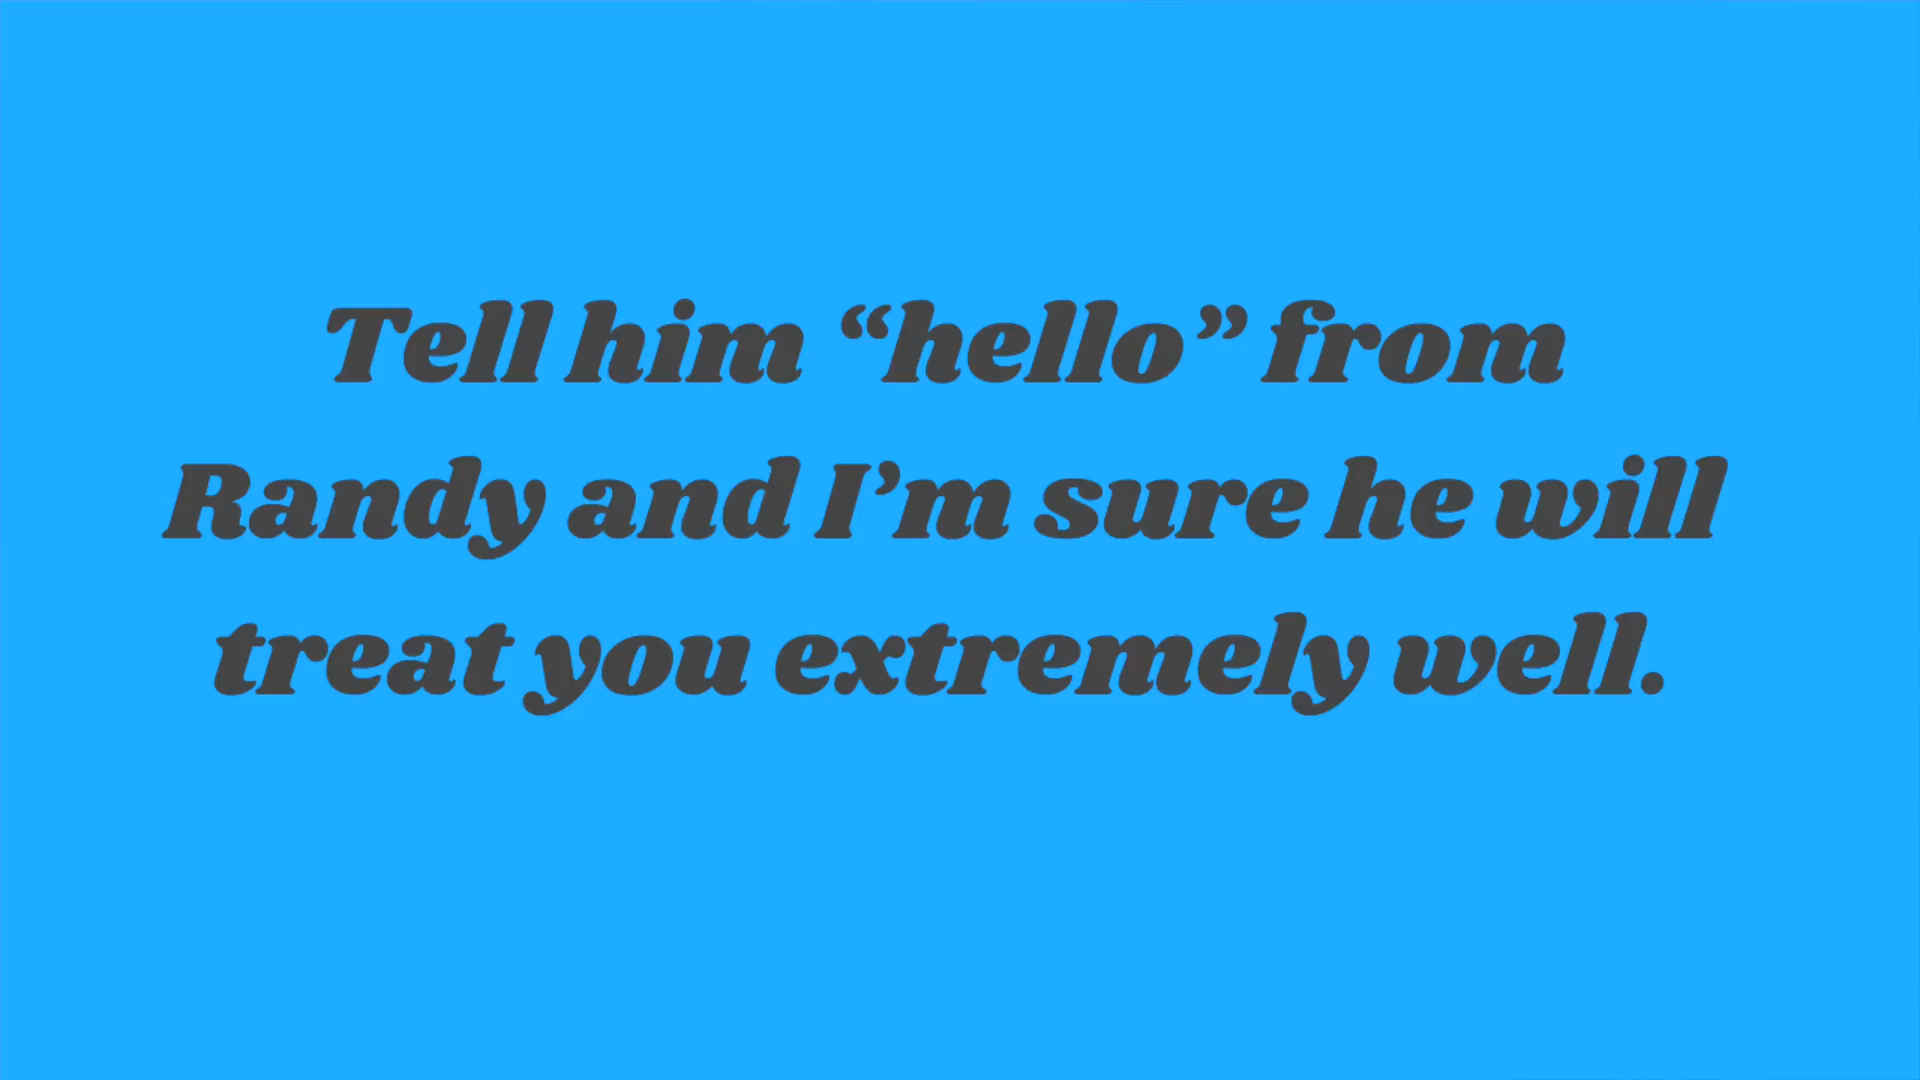 Tell him “hello” from
Randy and I’m sure he will
treat you extremely well.